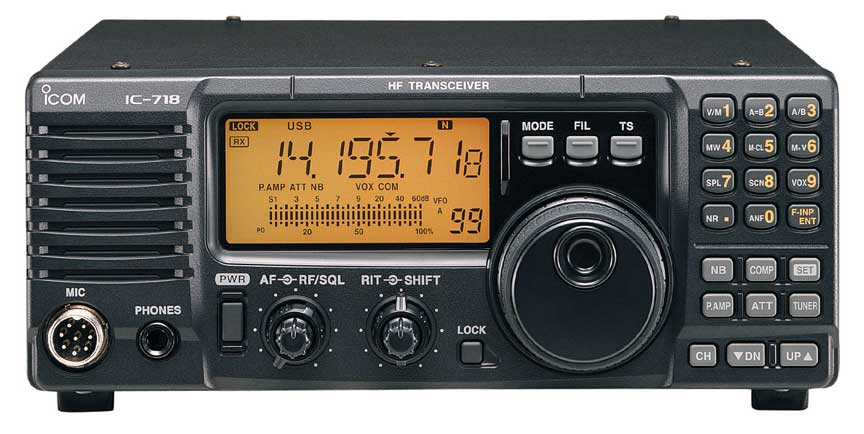 HF TRANSCEIVER
ICOM IC-718
LOCK USB N
RX
14.195.718
P.AMP ATT NB VOX COM
S1 3 5 7 9 20 40 60dB VFO
A
99
PO 20 50 100%
MODE FIL TS
V/M 1 A=B 2 A/B 3
MW 4 M-CL 5 M▸V 6
SPL 7 SCN 8 VOX 9
NR . ANF 0 F-INP ENT
NB COMP SET
P.AMP ATT TUNER
CH ▼DN UP▲
PWR
AF RF/SQL
RIT SHIFT
LOCK
MIC
PHONES